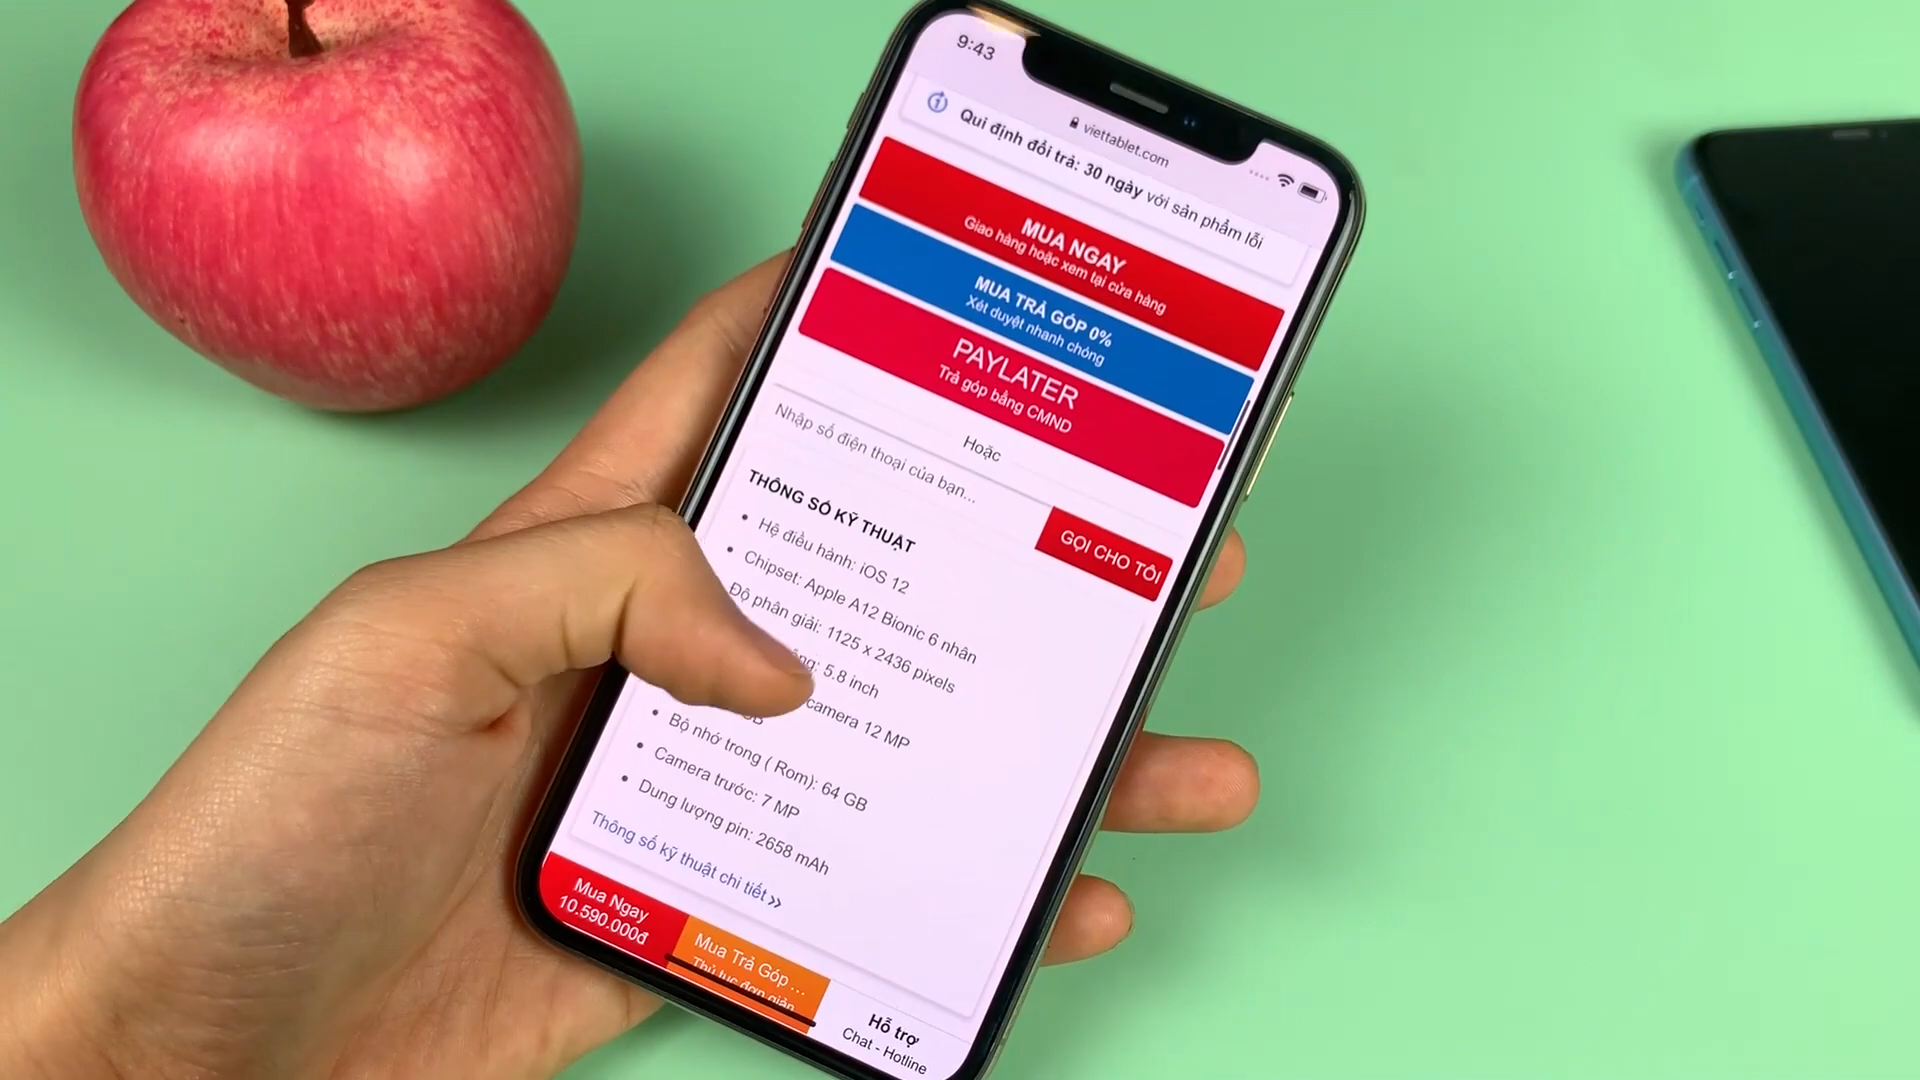 9:43
viettablet.com
Qui định đổi trả: 30 ngày với sản phẩm lỗi
MUA NGAY
Giao hàng hoặc xem tại cửa hàng
MUA TRẢ GÓP 0%
Xét duyệt nhanh chóng
PAYLATER
Trả góp bằng CMND
Hoặc
Nhập số điện thoại của bạn...
GỌI CHO TÔI
THÔNG SỐ KỸ THUẬT
Hệ điều hành: iOS 12
Chipset: Apple A12 Bionic 6 nhân
Độ phân giải: 1125 x 2436 pixels
5.8 inch
camera 12 MP
GB
Bộ nhớ trong ( Rom): 64 GB
Camera trước: 7 MP
Dung lượng pin: 2658 mAh
Thông số kỹ thuật chi tiết ››
Mua Ngay
10.590.000đ
Mua Trả Góp ...
Thủ tục đơn giản
Hỗ trợ
Chat - Hotline